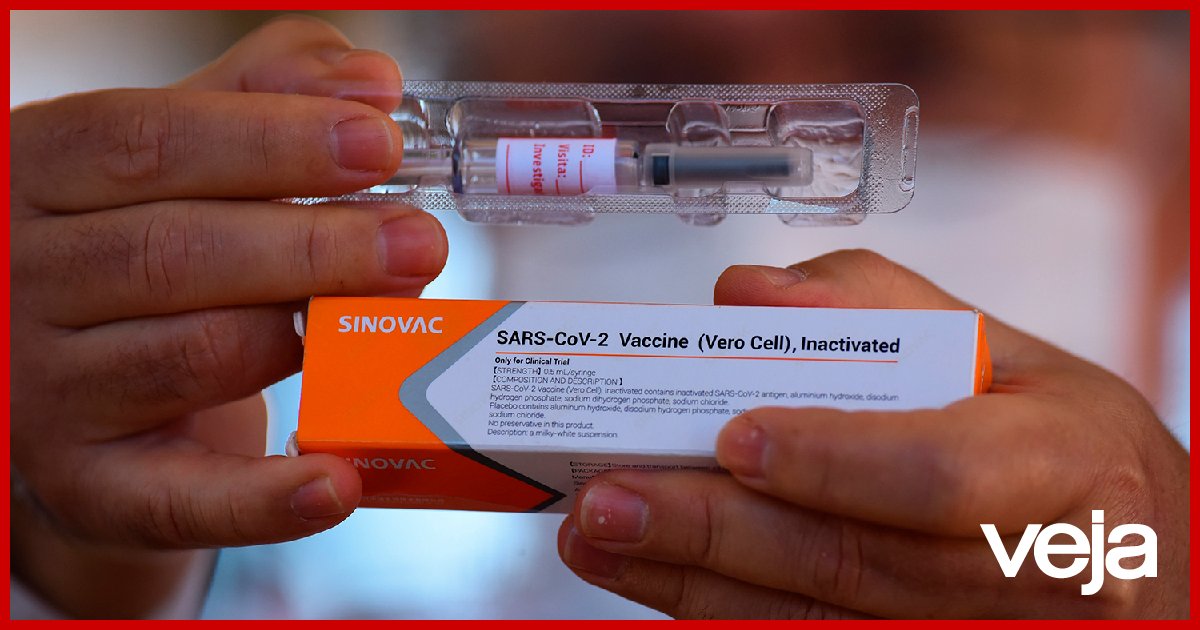 ID:
Visita:
Investig
SINOVAC
SARS-CoV-2 Vaccine (Vero Cell), Inactivated
Only for Clinical Trial
[STRENGTH] 0.5 mL/syringe
[COMPOSITION AND DESCRIPTION]
SARS-CoV-2 Vaccine (Vero Cell), Inactivated contains inactivated SARS-CoV-2 antigen, aluminium hydroxide, disodium
hydrogen phosphate, sodium dihydrogen phosphate, sodium chloride.
Placebo contains aluminum hydroxide, disodium hydrogen phosphate,
sodium chloride.
No preservative in this product.
Description: a milky-white suspension.
INOVAC
veja